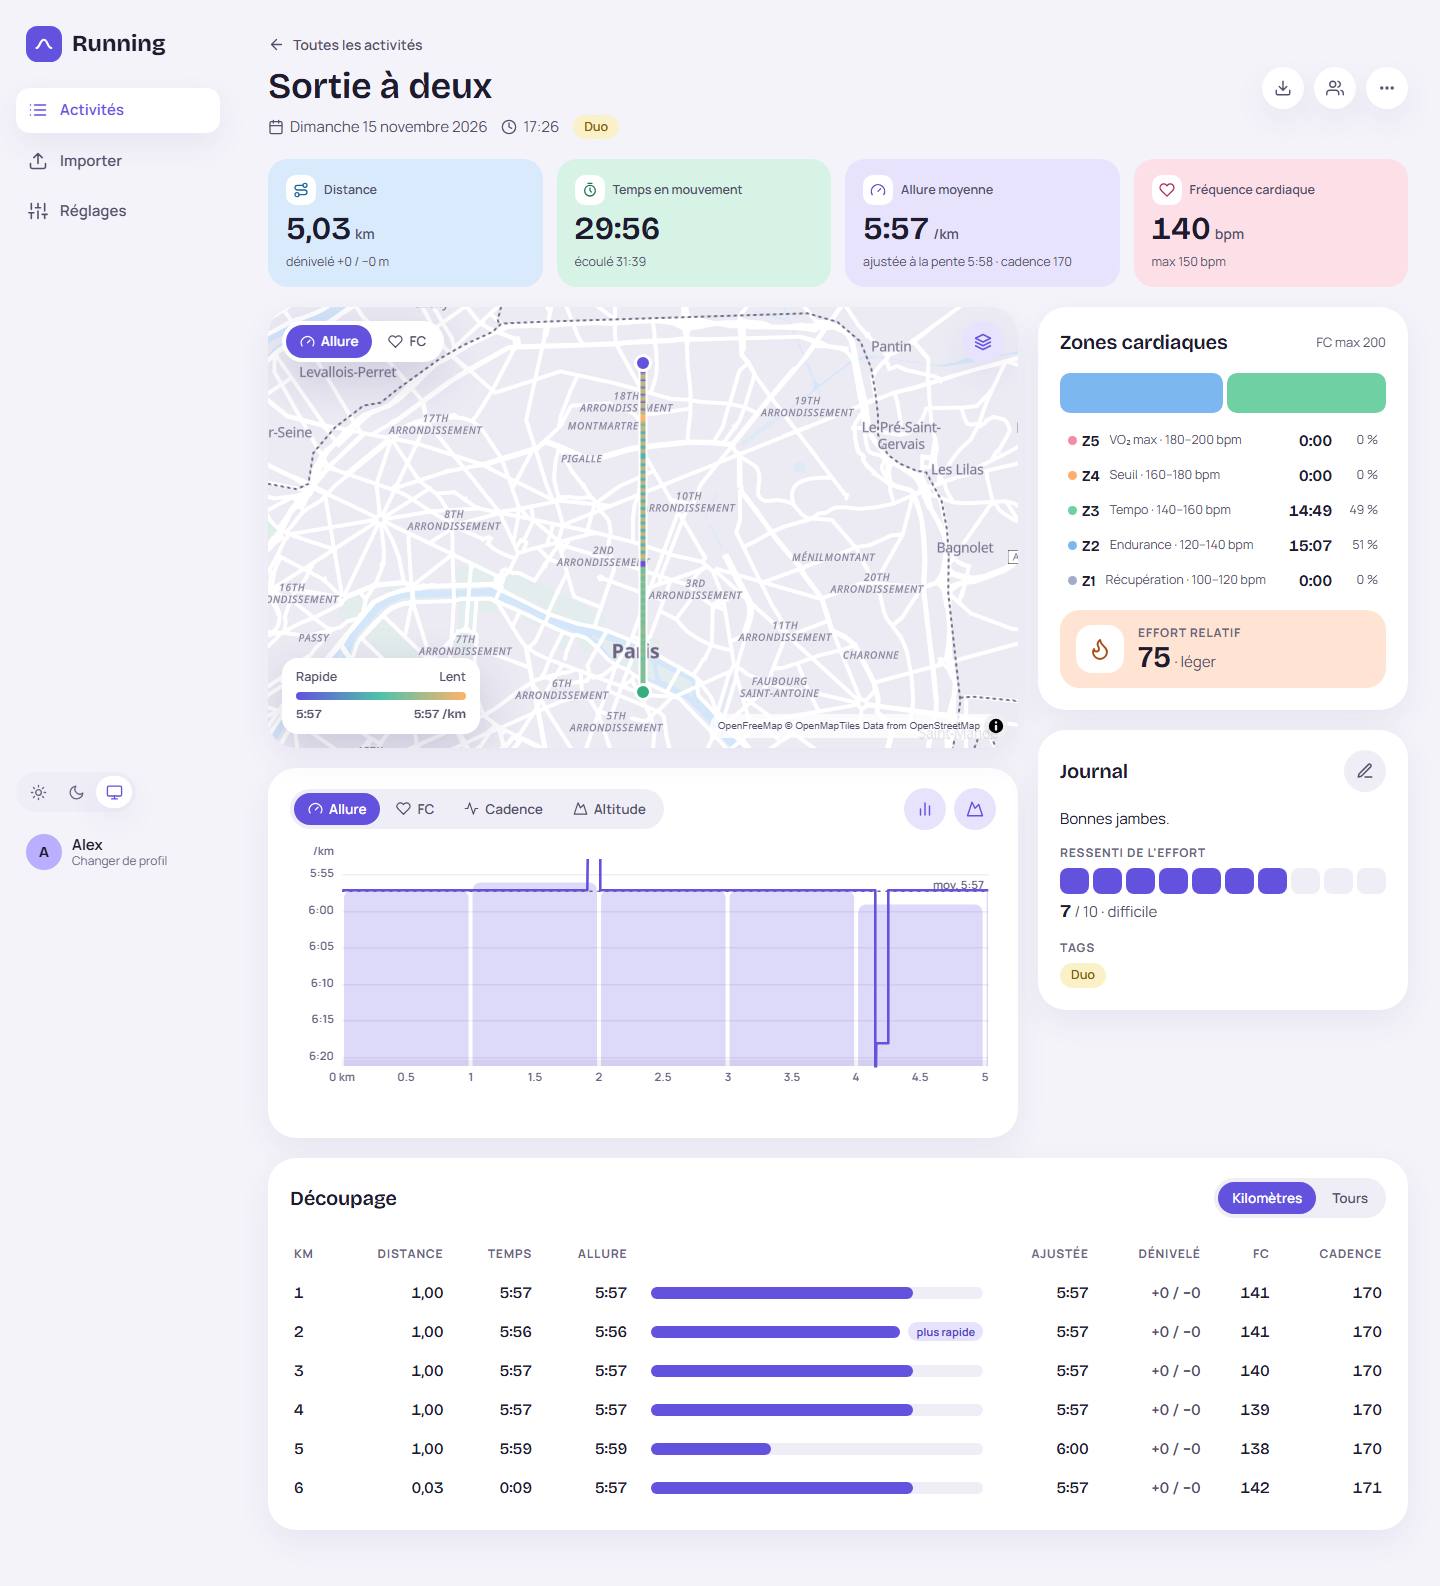 Running
Activités
Importer
Réglages
Alex
A
Changer de profil
Toutes les activités
Sortie à deux
Dimanche 15 novembre 2026 17:26 Duo
Distance
5,03 km
dénivelé +0 / −0 m
Temps en mouvement
29:56
écoulé 31:39
Allure moyenne
5:57 /km
ajustée à la pente 5:58 · cadence 170
Fréquence cardiaque
140 bpm
max 150 bpm
Allure FC
Levallois-Perret
Pantin
18TH
ARRONDISSEMENT
MONTMARTRE
17TH
ARRONDISSEMENT
19TH
ARRONDISSEMENT
r-Seine
Le Pré-Saint-
Gervais
PIGALLE
Les Lilas
10TH
RRONDISSEMENT
8TH
ARRONDISSEMENT
2ND
ARRONDISSEMENT
MÉNILMONTANT
Bagnolet
A
16TH
ONDISSEMENT
3RD
ARRONDISSEMENT
20TH
ARRONDISSEMENT
PASSY
7TH
ARRONDISSEMENT
11TH
ARRONDISSEMENT
Paris
CHARONNE
6TH
ARRONDISSEMENT
FAUBOURG
SAINT-ANTOINE
5TH
ARRONDISSEMENT
Rapide Lent
5:57 5:57 /km
OpenFreeMap © OpenMapTiles Data from OpenStreetMap
Zones cardiaques FC max 200
Z5 VO₂ max · 180–200 bpm 0:00 0 %
Z4 Seuil · 160–180 bpm 0:00 0 %
Z3 Tempo · 140–160 bpm 14:49 49 %
Z2 Endurance · 120–140 bpm 15:07 51 %
Z1 Récupération · 100–120 bpm 0:00 0 %
EFFORT RELATIF
75 · léger
Journal
Bonnes jambes.
RESSENTI DE L'EFFORT
7 / 10 · difficile
TAGS
Duo
Allure FC Cadence Altitude
/km
5:55
moy. 5:57
6:00
6:05
6:10
6:15
6:20
0 km 0.5 1 1.5 2 2.5 3 3.5 4 4.5 5
Découpage Kilomètres Tours
KM DISTANCE TEMPS ALLURE AJUSTÉE DÉNIVELÉ FC CADENCE
1 1,00 5:57 5:57 5:57 +0 / −0 141 170
2 1,00 5:56 5:56 plus rapide 5:57 +0 / −0 141 170
3 1,00 5:57 5:57 5:57 +0 / −0 140 170
4 1,00 5:57 5:57 5:57 +0 / −0 139 170
5 1,00 5:59 5:59 6:00 +0 / −0 138 170
6 0,03 0:09 5:57 5:57 +0 / −0 142 171